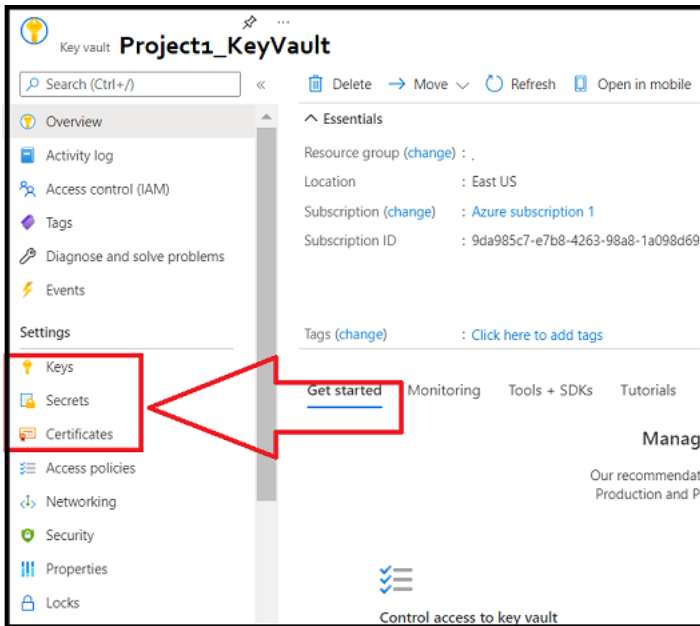 Key vault Project1_KeyVault
Search (Ctrl+/)
«
Delete
Move
Refresh
Open in mobile
Overview
Activity log
Access control (IAM)
Tags
Diagnose and solve problems
Events
Settings
Keys
Secrets
Certificates
Access policies
Networking
Security
Properties
Locks
Essentials
Resource group (change) : .
Location : East US
Subscription (change) : Azure subscription 1
Subscription ID : 9da985c7-e7b8-4263-98a8-1a098d69
Tags (change) : Click here to add tags
Get started Monitoring Tools + SDKs Tutorials
Manag
Our recommendat
Production and P
Control access to key vault